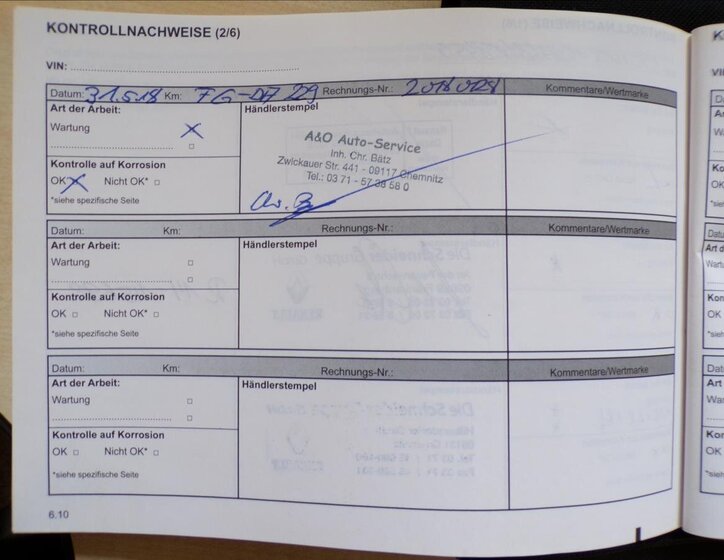 KONTROLLNACHWEISE (2/6)
VIN:
Datum: 31.5.18 Km: FG-DA 229 Rechnungs-Nr.: 2018028 Kommentare/Wertmarke
Art der Arbeit: Händlerstempel
Wartung X
A&O Auto-Service
Inh. Chr. Bätz
Zwickauer Str. 441 - 09117 Chemnitz
Tel.: 03 71 - 57 38 58 0
Kontrolle auf Korrosion
OK X Nicht OK*
*siehe spezifische Seite
Datum: Km: Rechnungs-Nr.: Kommentare/Wertmarke
Art der Arbeit: Händlerstempel
Wartung
Kontrolle auf Korrosion
OK Nicht OK*
*siehe spezifische Seite
Datum: Km: Rechnungs-Nr.: Kommentare/Wertmarke
Art der Arbeit: Händlerstempel
Wartung
Kontrolle auf Korrosion
OK Nicht OK*
*siehe spezifische Seite
6.10